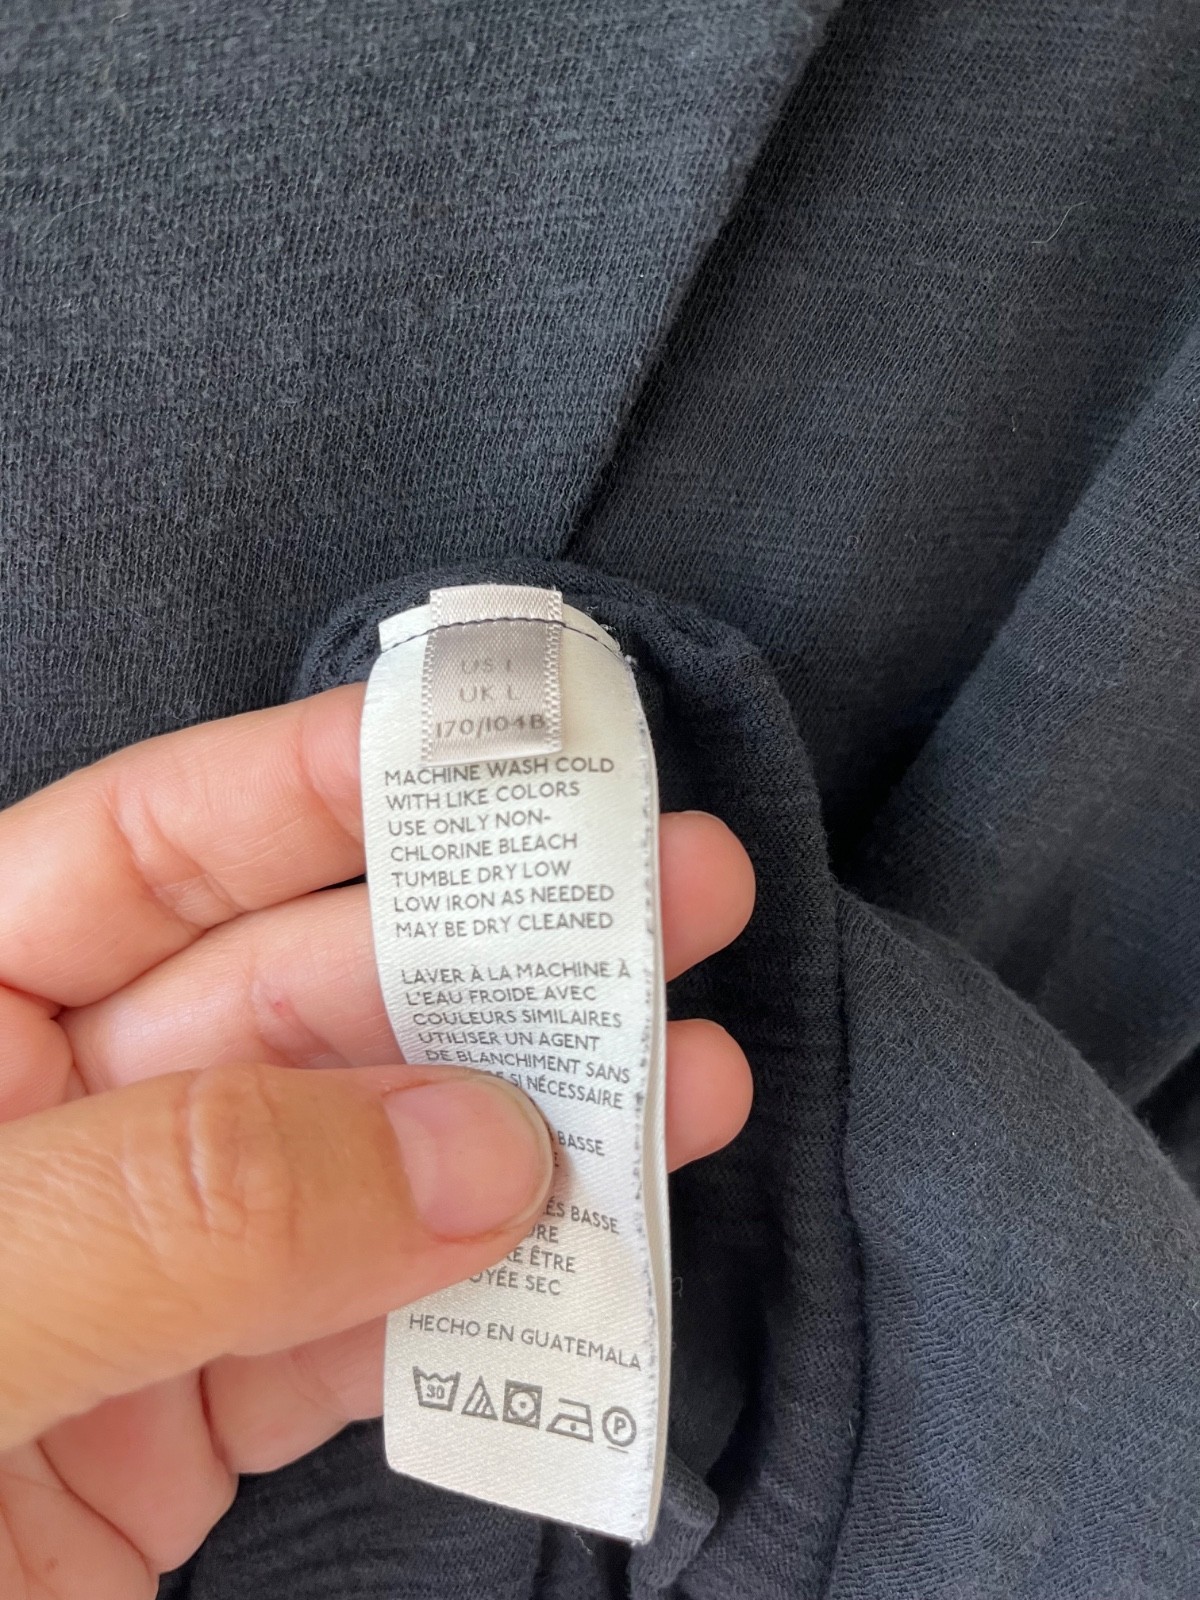 US L
UK L
170/104B
MACHINE WASH COLD
WITH LIKE COLORS
USE ONLY NON-
CHLORINE BLEACH
TUMBLE DRY LOW
LOW IRON AS NEEDED
MAY BE DRY CLEANED
LAVER À LA MACHINE À
L'EAU FROIDE AVEC
COULEURS SIMILAIRES
UTILISER UN AGENT
DE BLANCHIMENT SANS
SI NÉCESSAIRE
BASSE
BASSE
ÊTRE
SEC
HECHO EN GUATEMALA
30 P